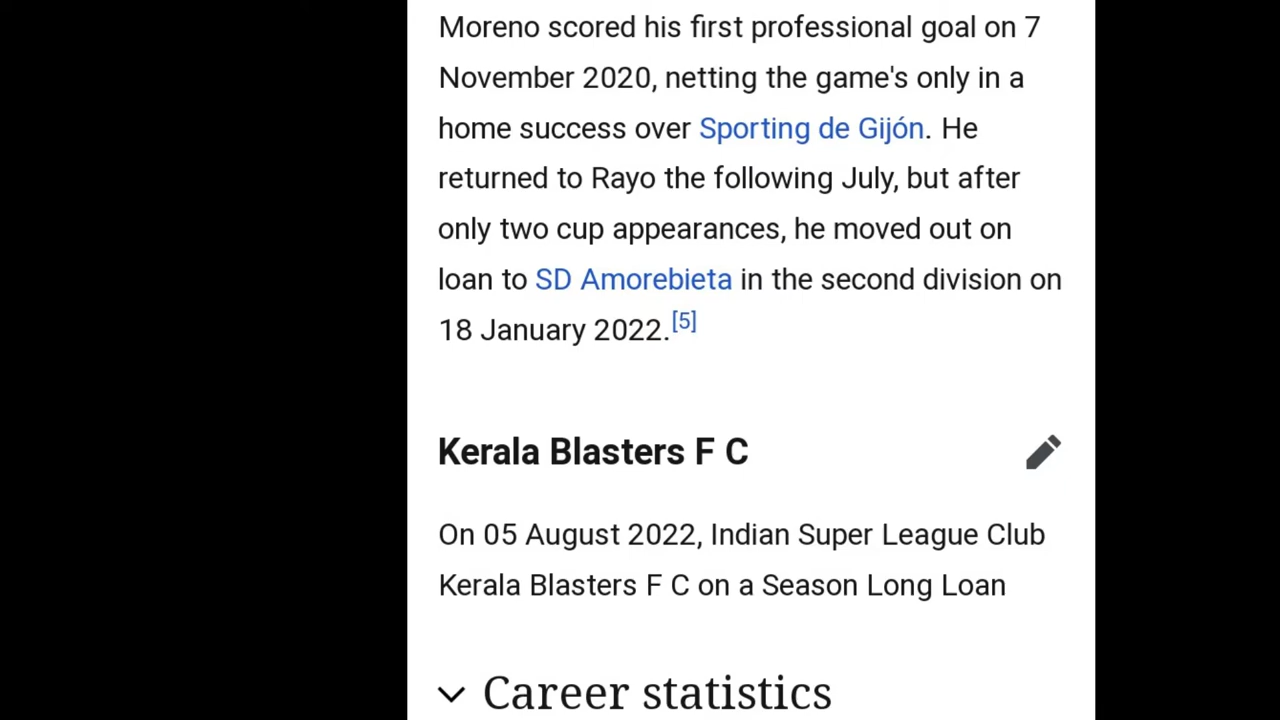 Moreno scored his first professional goal on 7
November 2020, netting the game's only in a
home success over Sporting de Gijón. He
returned to Rayo the following July, but after
only two cup appearances, he moved out on
loan to SD Amorebieta in the second division on
18 January 2022.[5]
Kerala Blasters F C
On 05 August 2022, Indian Super League Club
Kerala Blasters F C on a Season Long Loan
Career statistics